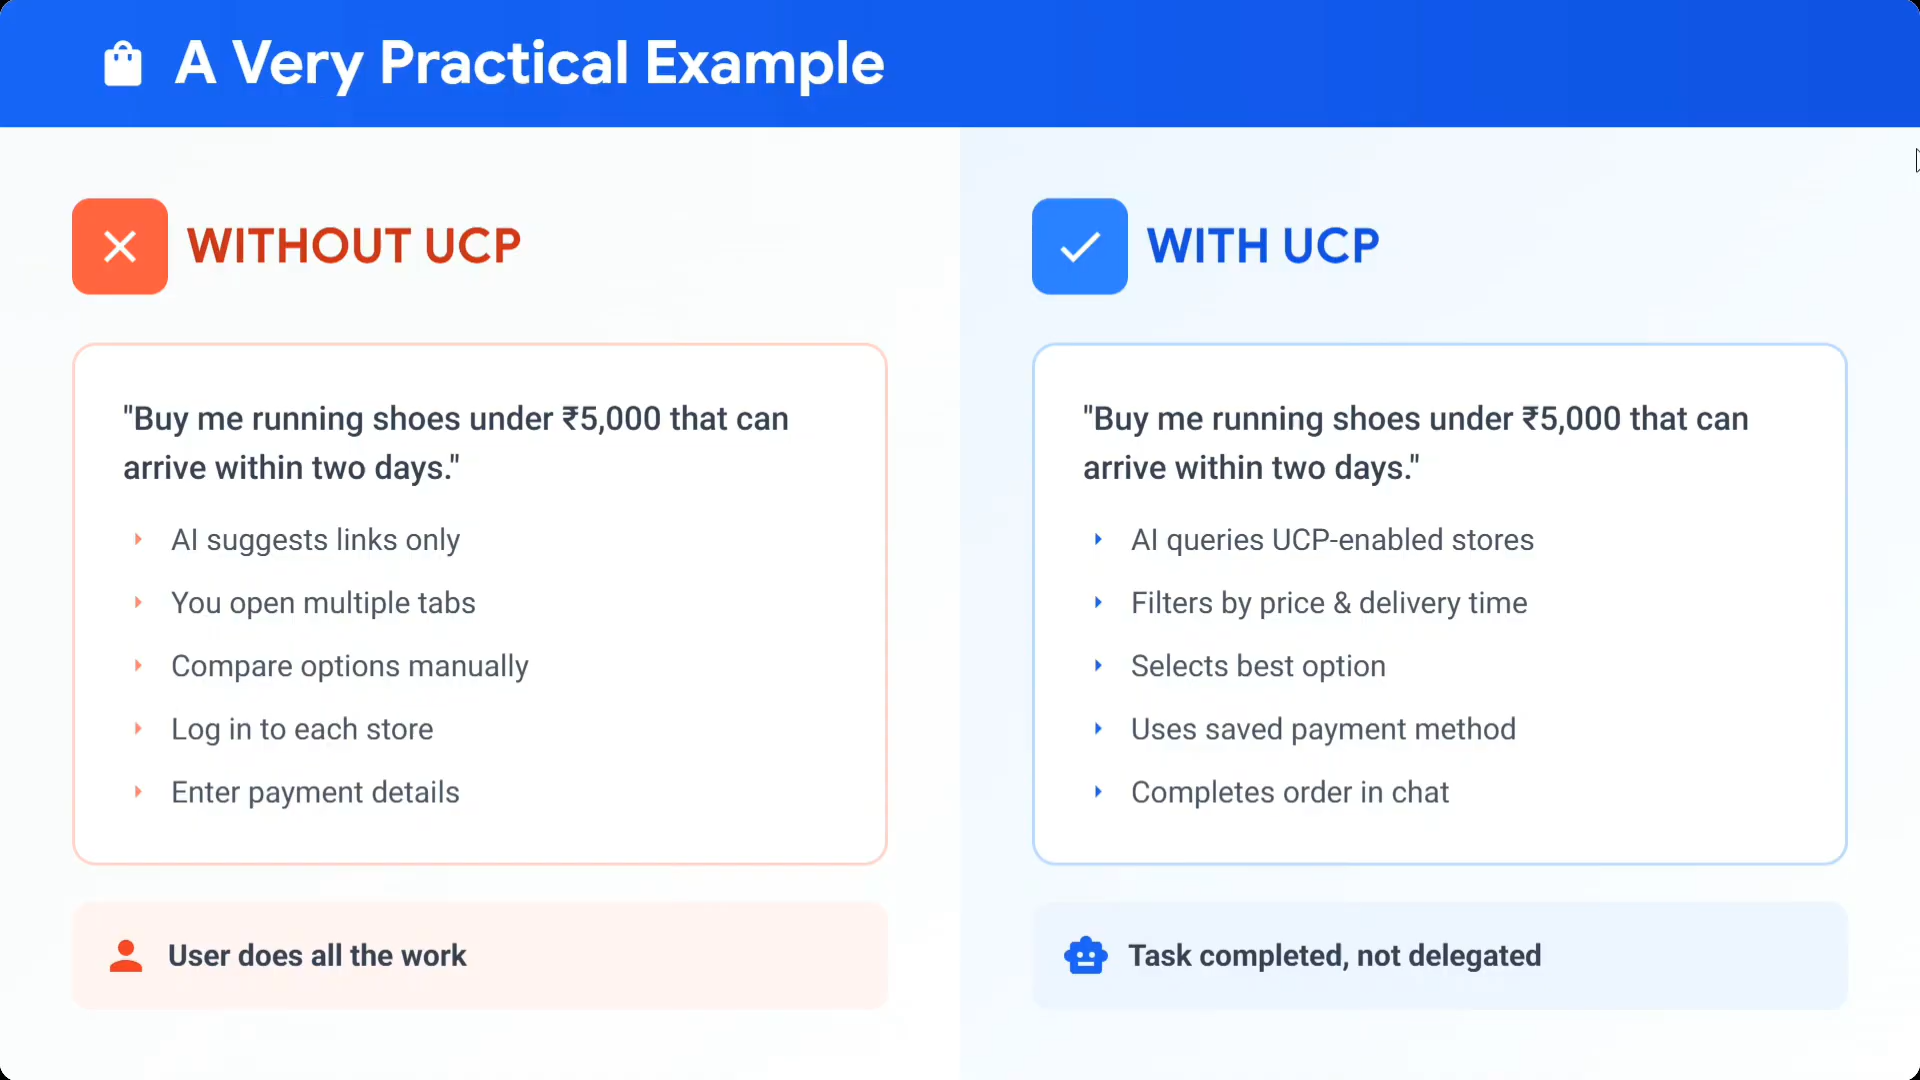 A Very Practical Example
WITHOUT UCP
"Buy me running shoes under ₹5,000 that can
arrive within two days."
AI suggests links only
You open multiple tabs
Compare options manually
Log in to each store
Enter payment details
User does all the work
WITH UCP
"Buy me running shoes under ₹5,000 that can
arrive within two days."
AI queries UCP-enabled stores
Filters by price & delivery time
Selects best option
Uses saved payment method
Completes order in chat
Task completed, not delegated